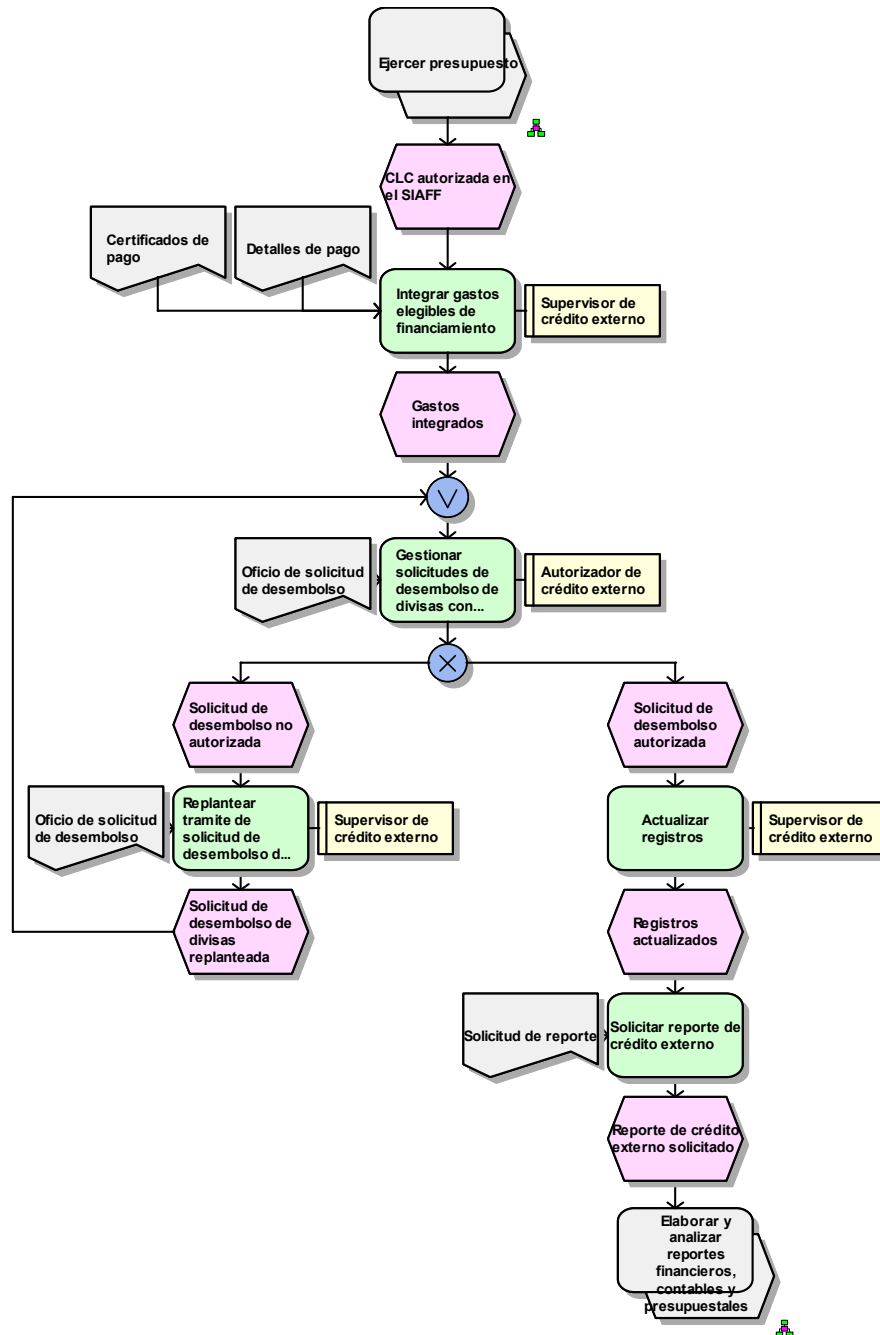 Ejercer presupuesto
CLC autorizada en
el SIAFF
Certificados de
pago
Detalles de pago
Integrar gastos
elegibles de
financiamiento
Supervisor de
crédito externo
Gastos
integrados
Oficio de solicitud
de desembolso
Gestionar
solicitudes de
desembolso de
divisas con...
Autorizador de
crédito externo
Solicitud de
desembolso no
autorizada
Solicitud de
desembolso
autorizada
Oficio de solicitud
de desembolso
Replantear
tramite de
solicitud de
desembolso d...
Supervisor de
crédito externo
Actualizar
registros
Supervisor de
crédito externo
Solicitud de
desembolso de
divisas
replanteada
Registros
actualizados
Solicitud de reporte
Solicitar reporte de
crédito externo
Reporte de crédito
externo solicitado
Elaborar y
analizar
reportes
financieros,
contables y
presupuestales